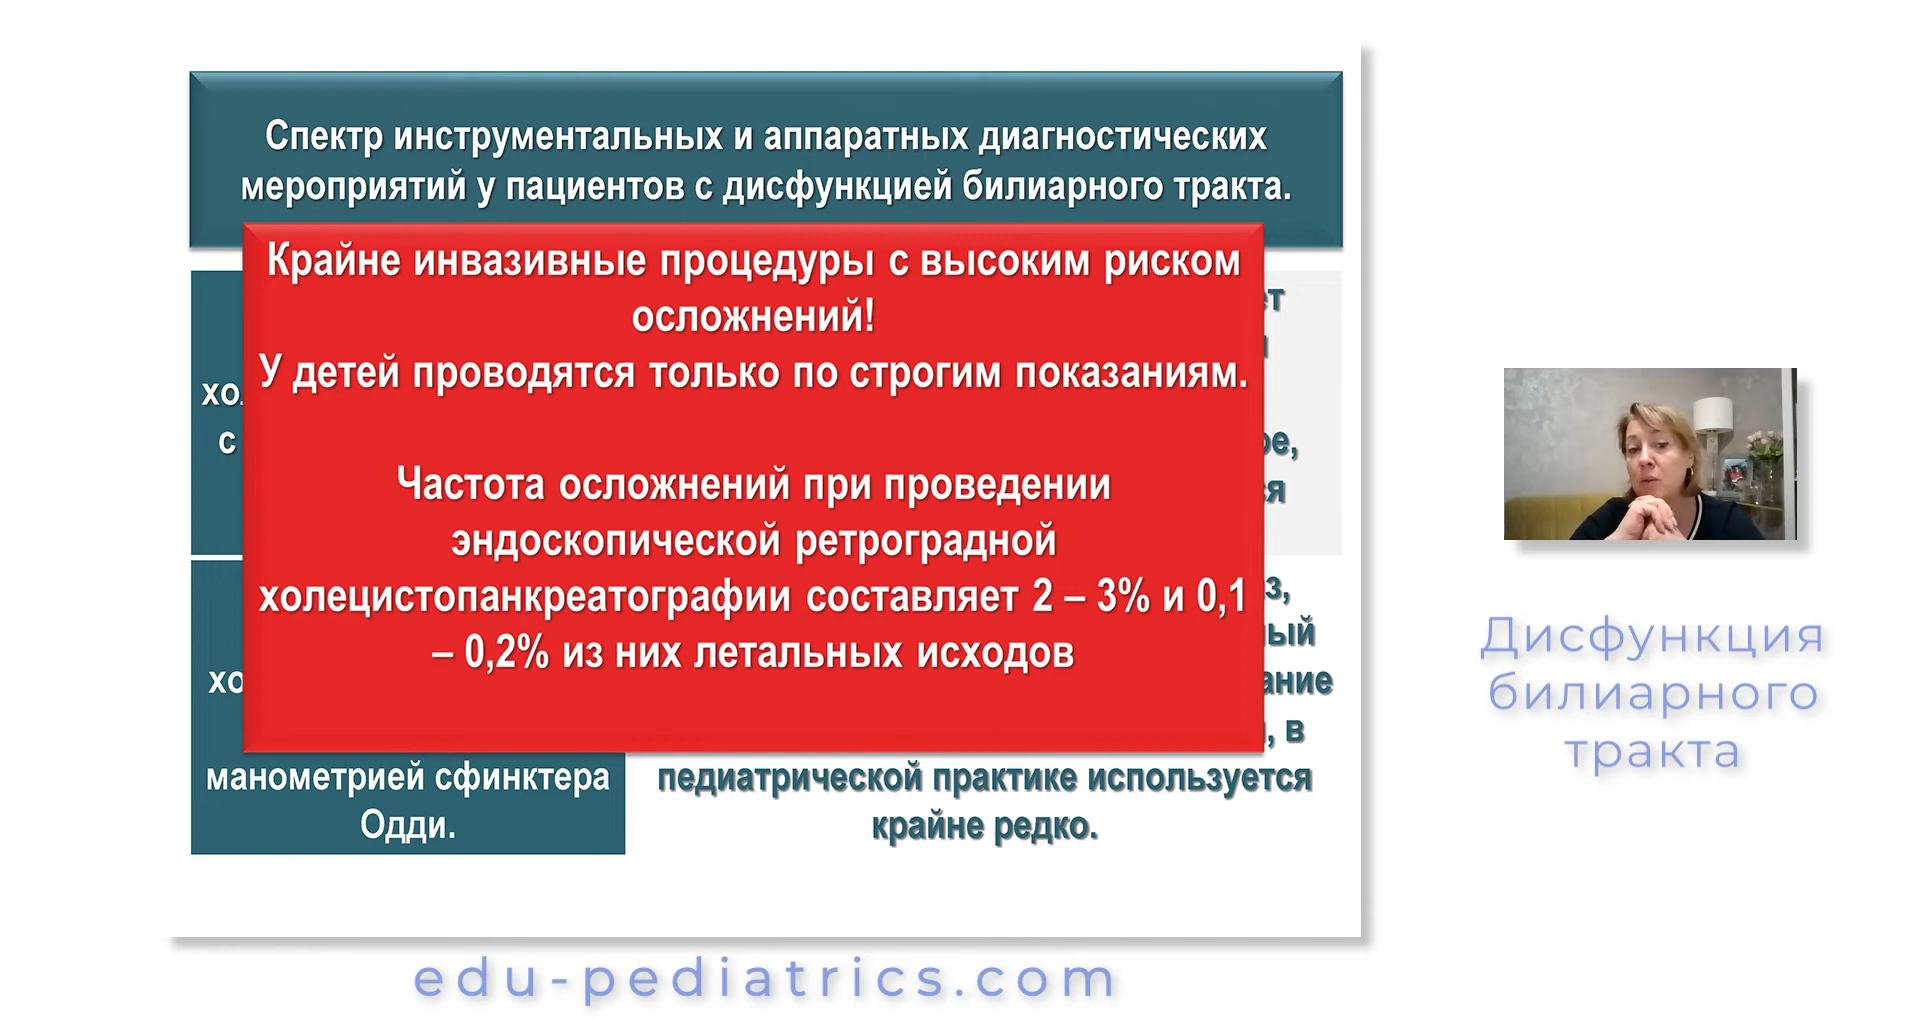 Спектр инструментальных и аппаратных диагностических
мероприятий у пациентов с дисфункцией билиарного тракта.
Крайне инвазивные процедуры с высоким риском
осложнений!
У детей проводятся только по строгим показаниям.
Частота осложнений при проведении
эндоскопической ретроградной
холецистопанкреатографии составляет 2 – 3% и 0,1
– 0,2% из них летальных исходов
с
, в
манометрией сфинктера
Одди.
педиатрической практике используется
крайне редко.
Дисфункция
билиарного
тракта
edu-pediatrics.com